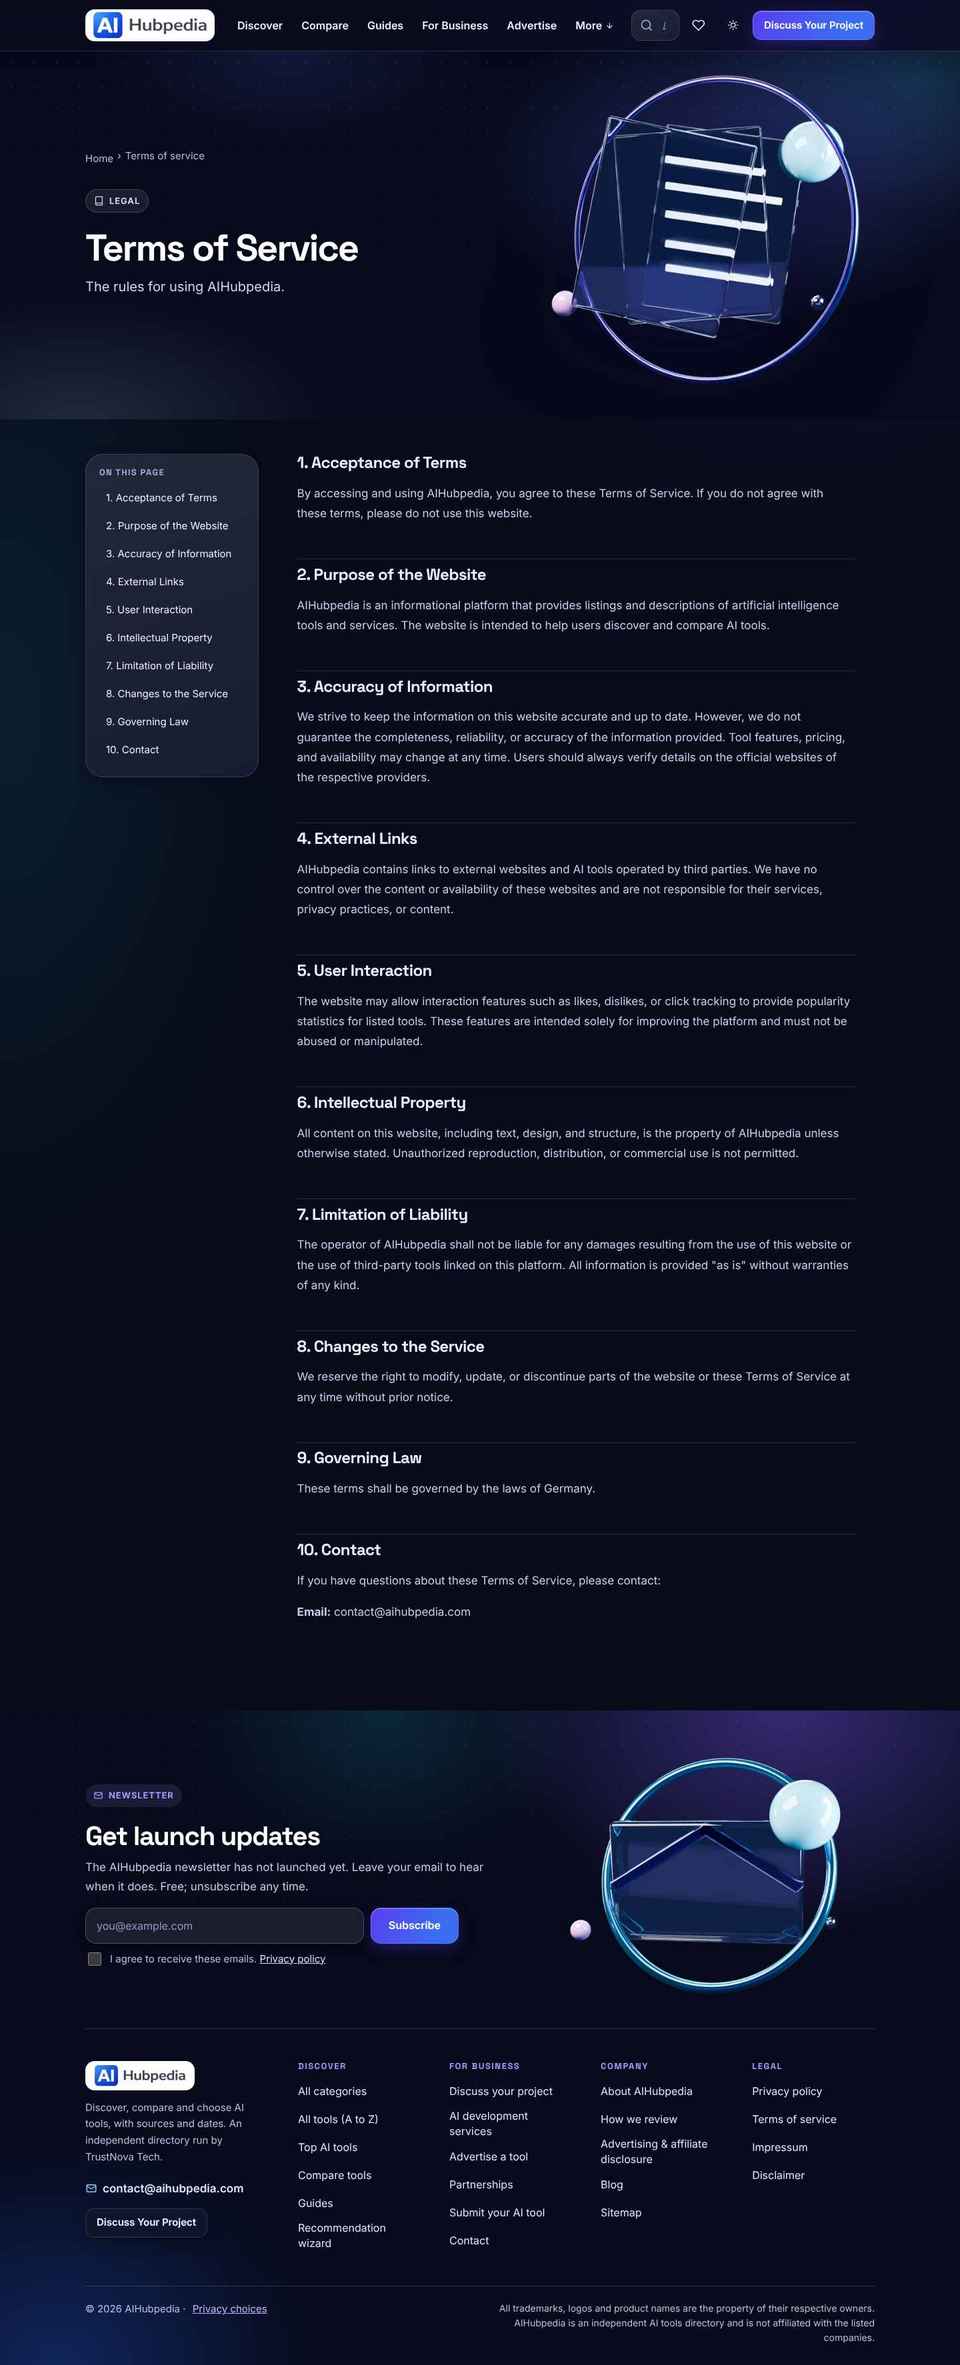 AI Hubpedia
Discover
Compare
Guides
For Business
Advertise
More ↓
/
Discuss Your Project
Home › Terms of service
LEGAL
Terms of Service
The rules for using AIHubpedia.
ON THIS PAGE
1. Acceptance of Terms
2. Purpose of the Website
3. Accuracy of Information
4. External Links
5. User Interaction
6. Intellectual Property
7. Limitation of Liability
8. Changes to the Service
9. Governing Law
10. Contact
1. Acceptance of Terms
By accessing and using AIHubpedia, you agree to these Terms of Service. If you do not agree with
these terms, please do not use this website.
2. Purpose of the Website
AIHubpedia is an informational platform that provides listings and descriptions of artificial intelligence
tools and services. The website is intended to help users discover and compare AI tools.
3. Accuracy of Information
We strive to keep the information on this website accurate and up to date. However, we do not
guarantee the completeness, reliability, or accuracy of the information provided. Tool features, pricing,
and availability may change at any time. Users should always verify details on the official websites of
the respective providers.
4. External Links
AIHubpedia contains links to external websites and AI tools operated by third parties. We have no
control over the content or availability of these websites and are not responsible for their services,
privacy practices, or content.
5. User Interaction
The website may allow interaction features such as likes, dislikes, or click tracking to provide popularity
statistics for listed tools. These features are intended solely for improving the platform and must not be
abused or manipulated.
6. Intellectual Property
All content on this website, including text, design, and structure, is the property of AIHubpedia unless
otherwise stated. Unauthorized reproduction, distribution, or commercial use is not permitted.
7. Limitation of Liability
The operator of AIHubpedia shall not be liable for any damages resulting from the use of this website or
the use of third-party tools linked on this platform. All information is provided "as is" without warranties
of any kind.
8. Changes to the Service
We reserve the right to modify, update, or discontinue parts of the website or these Terms of Service at
any time without prior notice.
9. Governing Law
These terms shall be governed by the laws of Germany.
10. Contact
If you have questions about these Terms of Service, please contact:
Email: contact@aihubpedia.com
NEWSLETTER
Get launch updates
The AIHubpedia newsletter has not launched yet. Leave your email to hear
when it does. Free; unsubscribe any time.
you@example.com
Subscribe
I agree to receive these emails. Privacy policy
AI Hubpedia
Discover, compare and choose AI
tools, with sources and dates. An
independent directory run by
TrustNova Tech.
contact@aihubpedia.com
Discuss Your Project
DISCOVER
All categories
All tools (A to Z)
Top AI tools
Compare tools
Guides
Recommendation
wizard
FOR BUSINESS
Discuss your project
AI development
services
Advertise a tool
Partnerships
Submit your AI tool
Contact
COMPANY
About AIHubpedia
How we review
Advertising & affiliate
disclosure
Blog
Sitemap
LEGAL
Privacy policy
Terms of service
Impressum
Disclaimer
© 2026 AIHubpedia · Privacy choices
All trademarks, logos and product names are the property of their respective owners.
AIHubpedia is an independent AI tools directory and is not affiliated with the listed
companies.